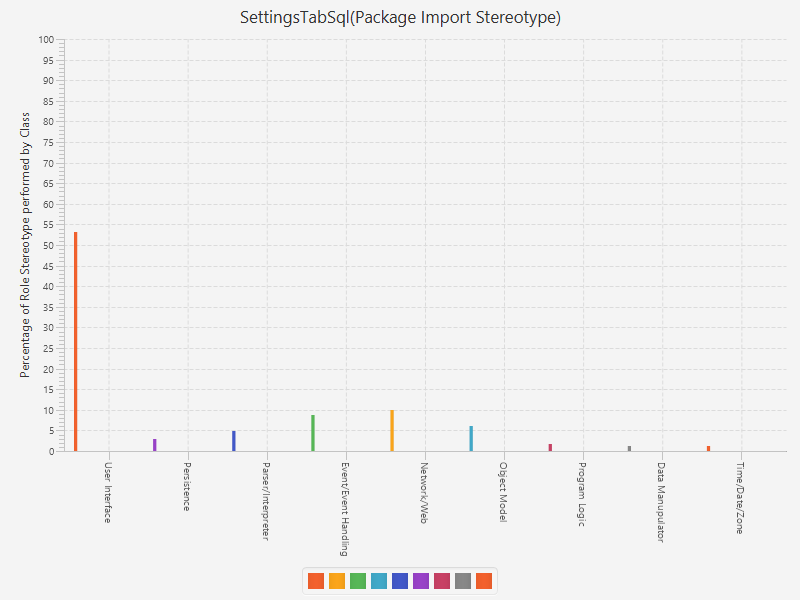 SettingsTabSql(Package Import Stereotype)
Percentage of Role Stereotype performed by Class
100
95
90
85
80
75
70
65
60
55
50
45
40
35
30
25
20
15
10
5
0
User Interface
Persistence
Parser/Interpreter
Event/Event Handling
Network/Web
Object Model
Program Logic
Data Manupulator
Time/Date/Zone